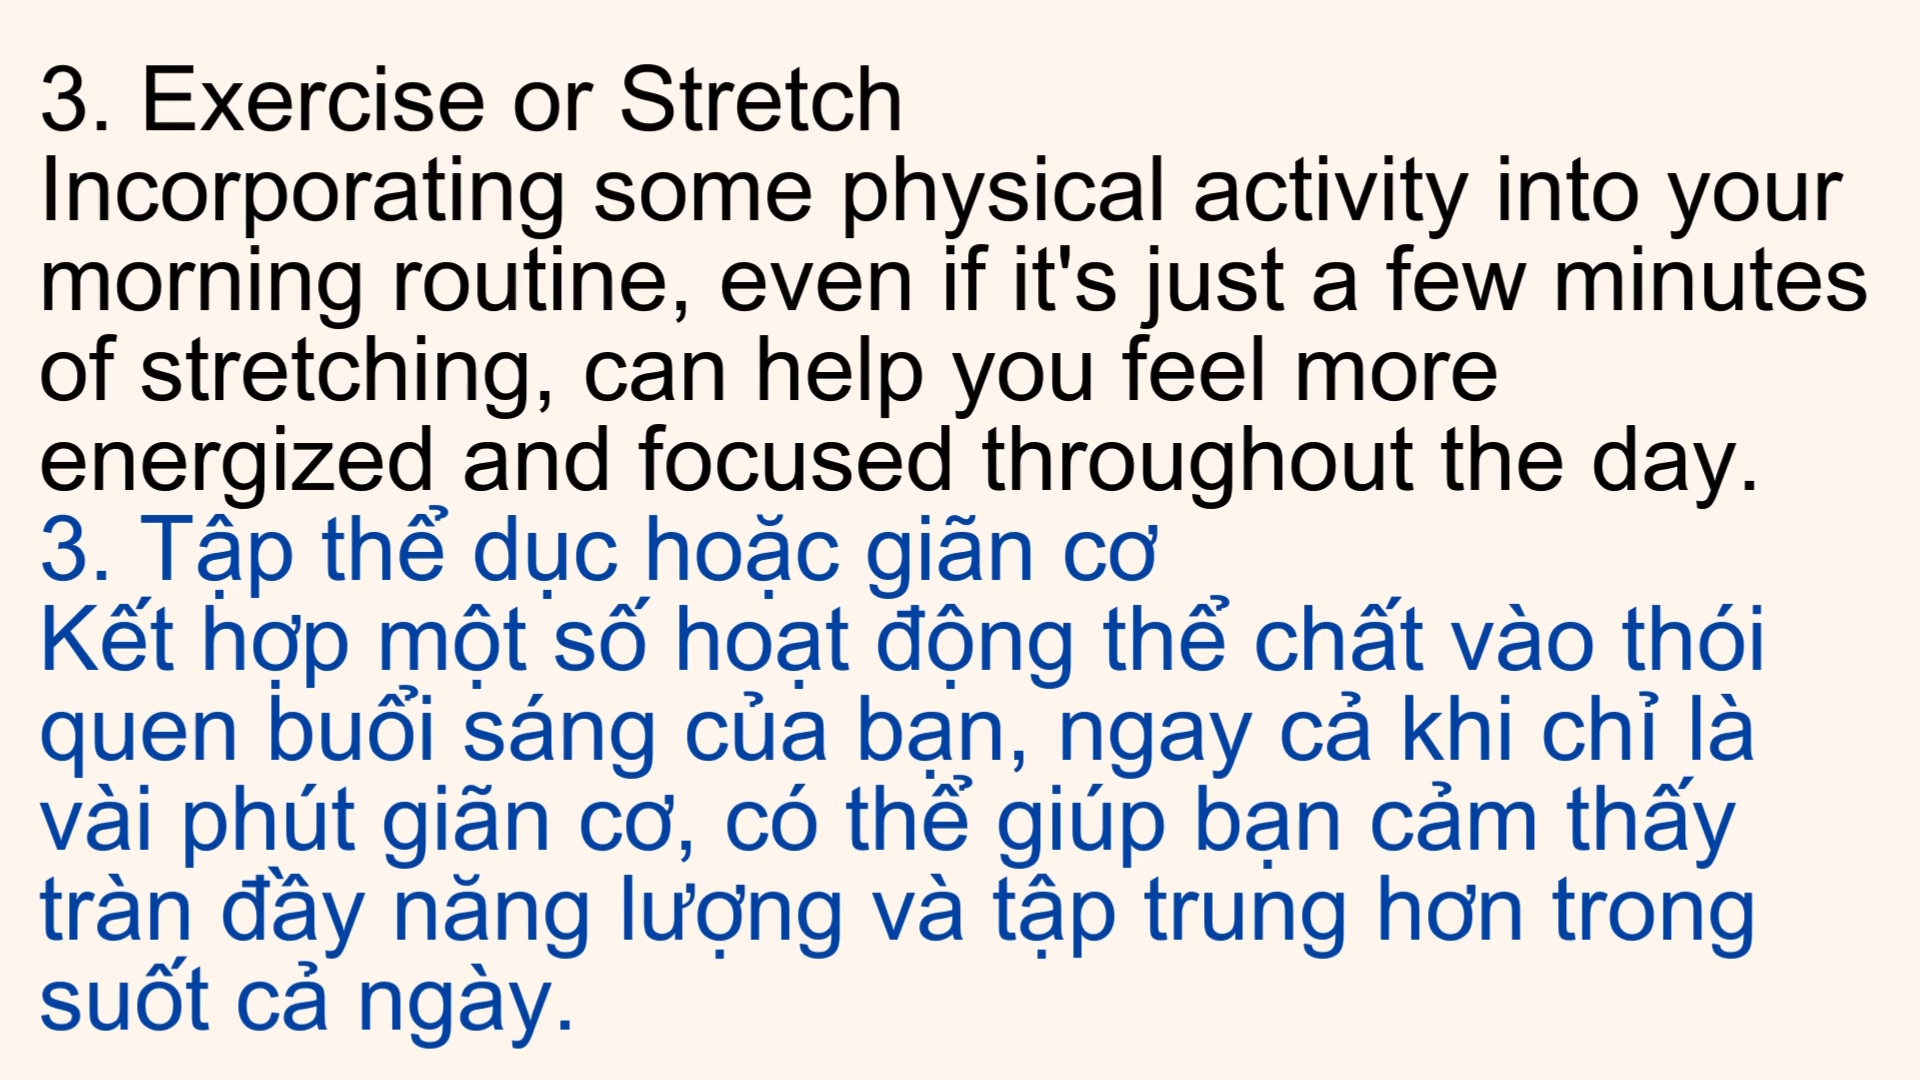 3. Exercise or Stretch
Incorporating some physical activity into your
morning routine, even if it's just a few minutes
of stretching, can help you feel more
energized and focused throughout the day.
3. Tập thể dục hoặc giãn cơ
Kết hợp một số hoạt động thể chất vào thói
quen buổi sáng của bạn, ngay cả khi chỉ là
vài phút giãn cơ, có thể giúp bạn cảm thấy
tràn đầy năng lượng và tập trung hơn trong
suốt cả ngày.